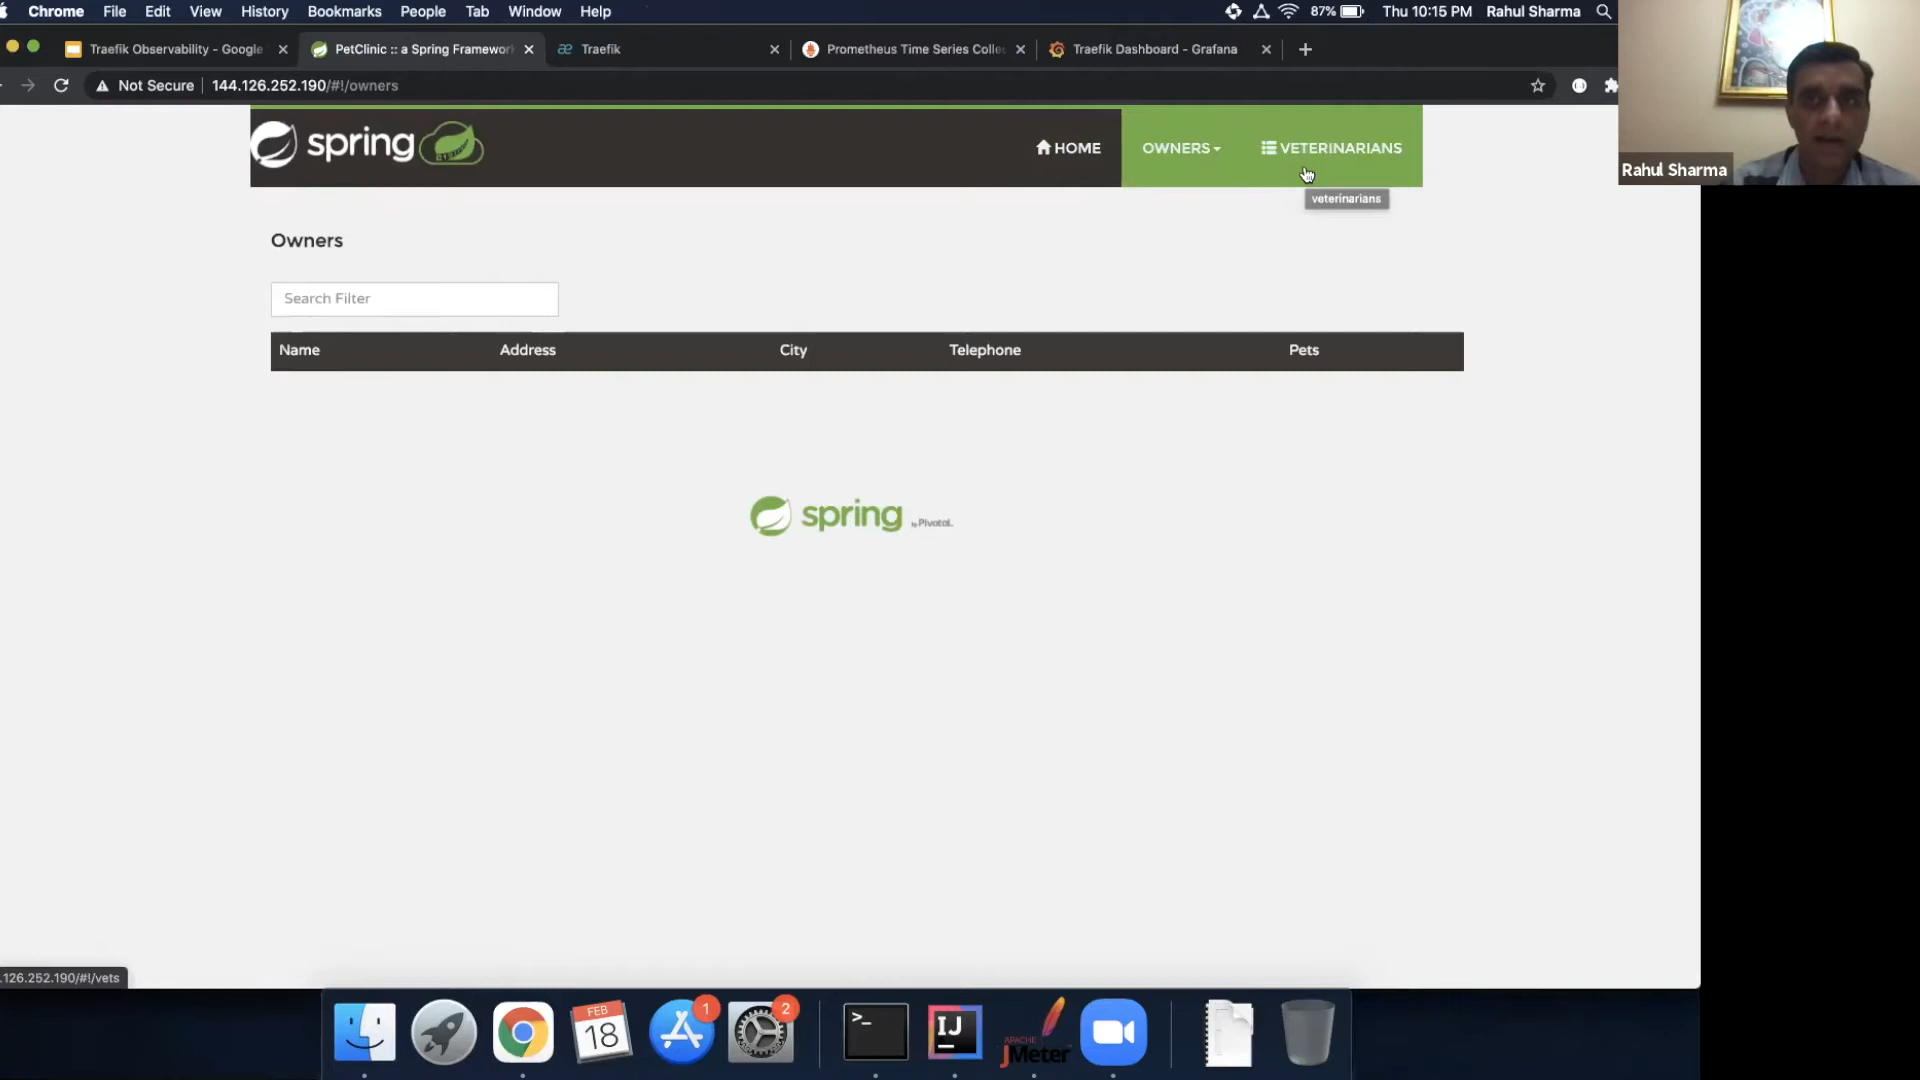 Chrome File Edit View History Bookmarks People Tab Window Help 87% Thu 10:15 PM Rahul Sharma
Traefik Observability - Google PetClinic :: a Spring Framework Traefik Prometheus Time Series Colle Traefik Dashboard - Grafana
Not Secure 144.126.252.190/#!/owners
spring HOME OWNERS VETERINARIANS
Rahul Sharma
veterinarians
Owners
Search Filter
Name Address City Telephone Pets
spring by Pivotal.
.126.252.190/#!/vets
FEB
18
1
2
>_
IJ
APACHE
JMeter